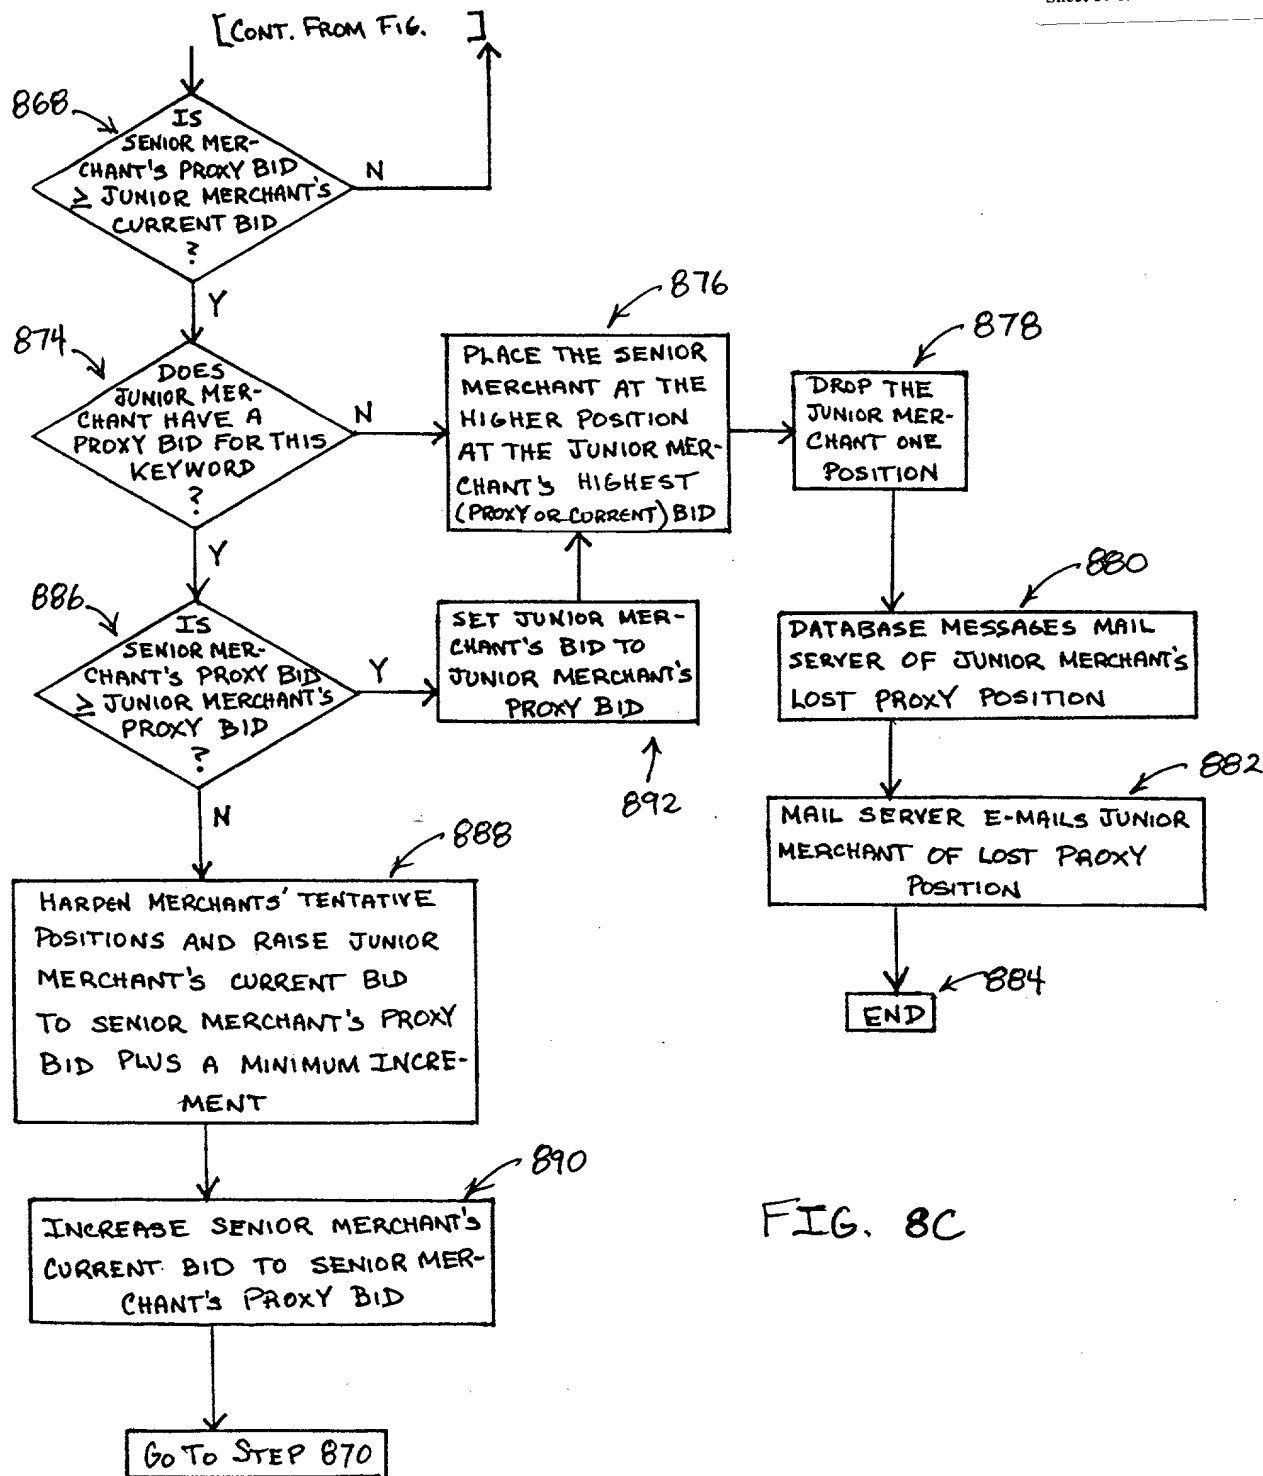 [CONT. FROM FIG. ]
868
IS
SENIOR MER-
CHANT'S PROXY BID
≥ JUNIOR MERCHANT'S
CURRENT BID
?
N
Y
874
DOES
JUNIOR MER-
CHANT HAVE A
PROXY BID FOR THIS
KEYWORD
?
N
Y
876
PLACE THE SENIOR
MERCHANT AT THE
HIGHER POSITION
AT THE JUNIOR MER-
CHANT'S HIGHEST
(PROXY OR CURRENT) BID
878
DROP THE
JUNIOR MER-
CHANT ONE
POSITION
880
DATABASE MESSAGES MAIL
SERVER OF JUNIOR MERCHANT'S
LOST PROXY POSITION
882
MAIL SERVER E-MAILS JUNIOR
MERCHANT OF LOST PROXY
POSITION
884
END
886
IS
SENIOR MER-
CHANT'S PROXY BID
≥ JUNIOR MERCHANT'S
PROXY BID
?
Y
N
SET JUNIOR MER-
CHANT'S BID TO
JUNIOR MERCHANT'S
PROXY BID
892
888
HARDEN MERCHANTS' TENTATIVE
POSITIONS AND RAISE JUNIOR
MERCHANT'S CURRENT BID
TO SENIOR MERCHANT'S PROXY
BID PLUS A MINIMUM INCRE-
MENT
890
INCREASE SENIOR MERCHANT'S
CURRENT BID TO SENIOR MER-
CHANT'S PROXY BID
GO TO STEP 870
FIG. 8C